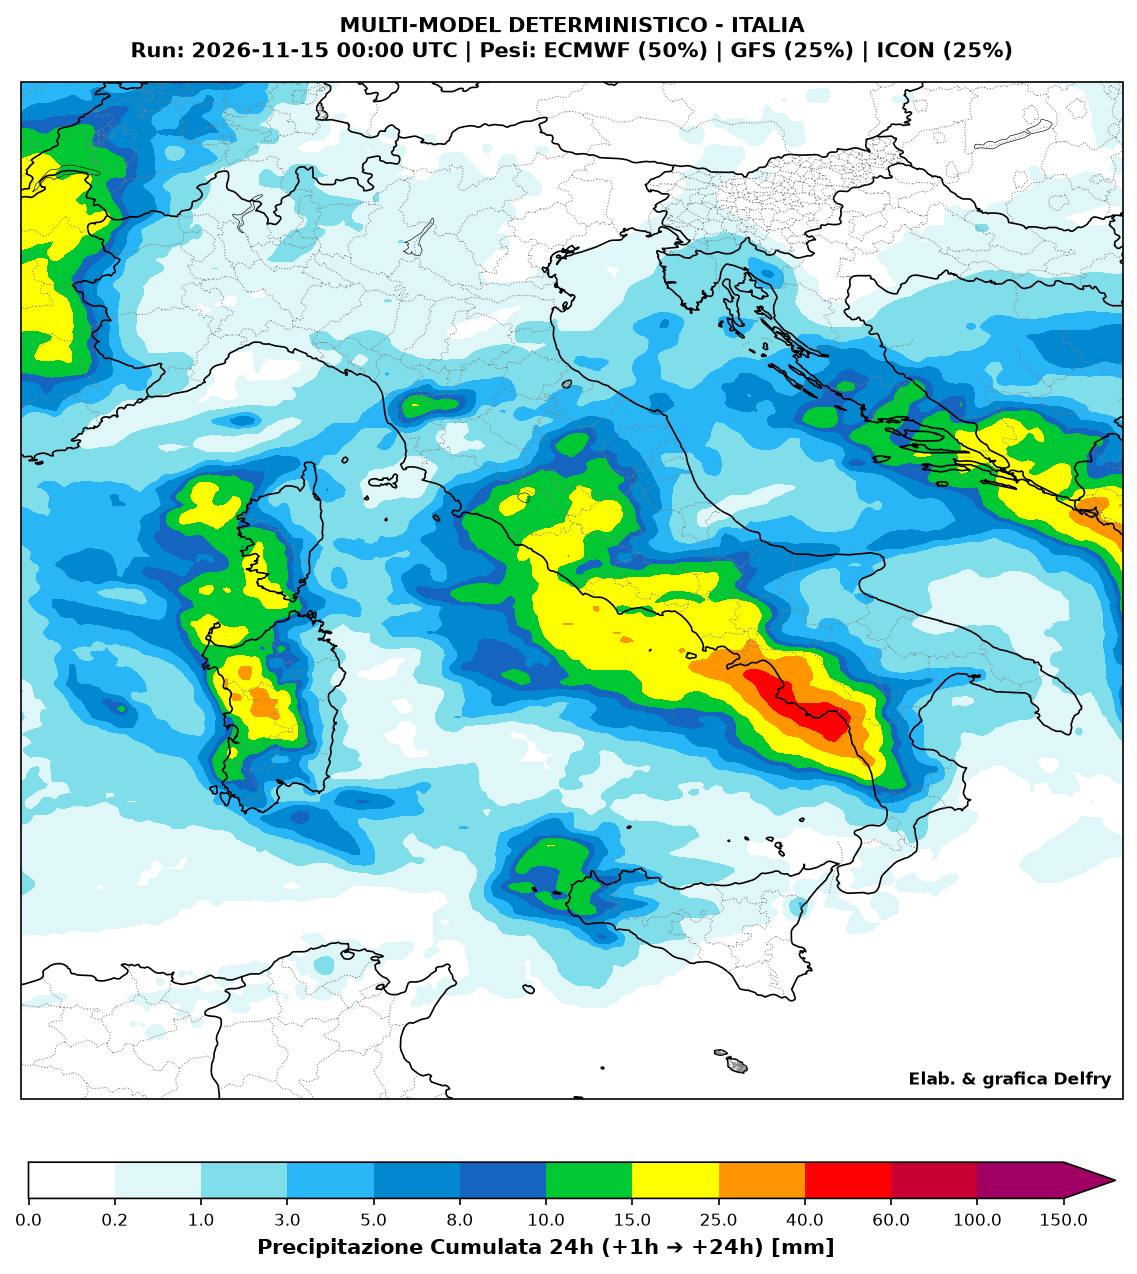 MULTI-MODEL DETERMINISTICO - ITALIA
Run: 2026-11-15 00:00 UTC | Pesi: ECMWF (50%) | GFS (25%) | ICON (25%)
Elab. & grafica Delfry
0.0 0.2 1.0 3.0 5.0 8.0 10.0 15.0 25.0 40.0 60.0 100.0 150.0
Precipitazione Cumulata 24h (+1h → +24h) [mm]